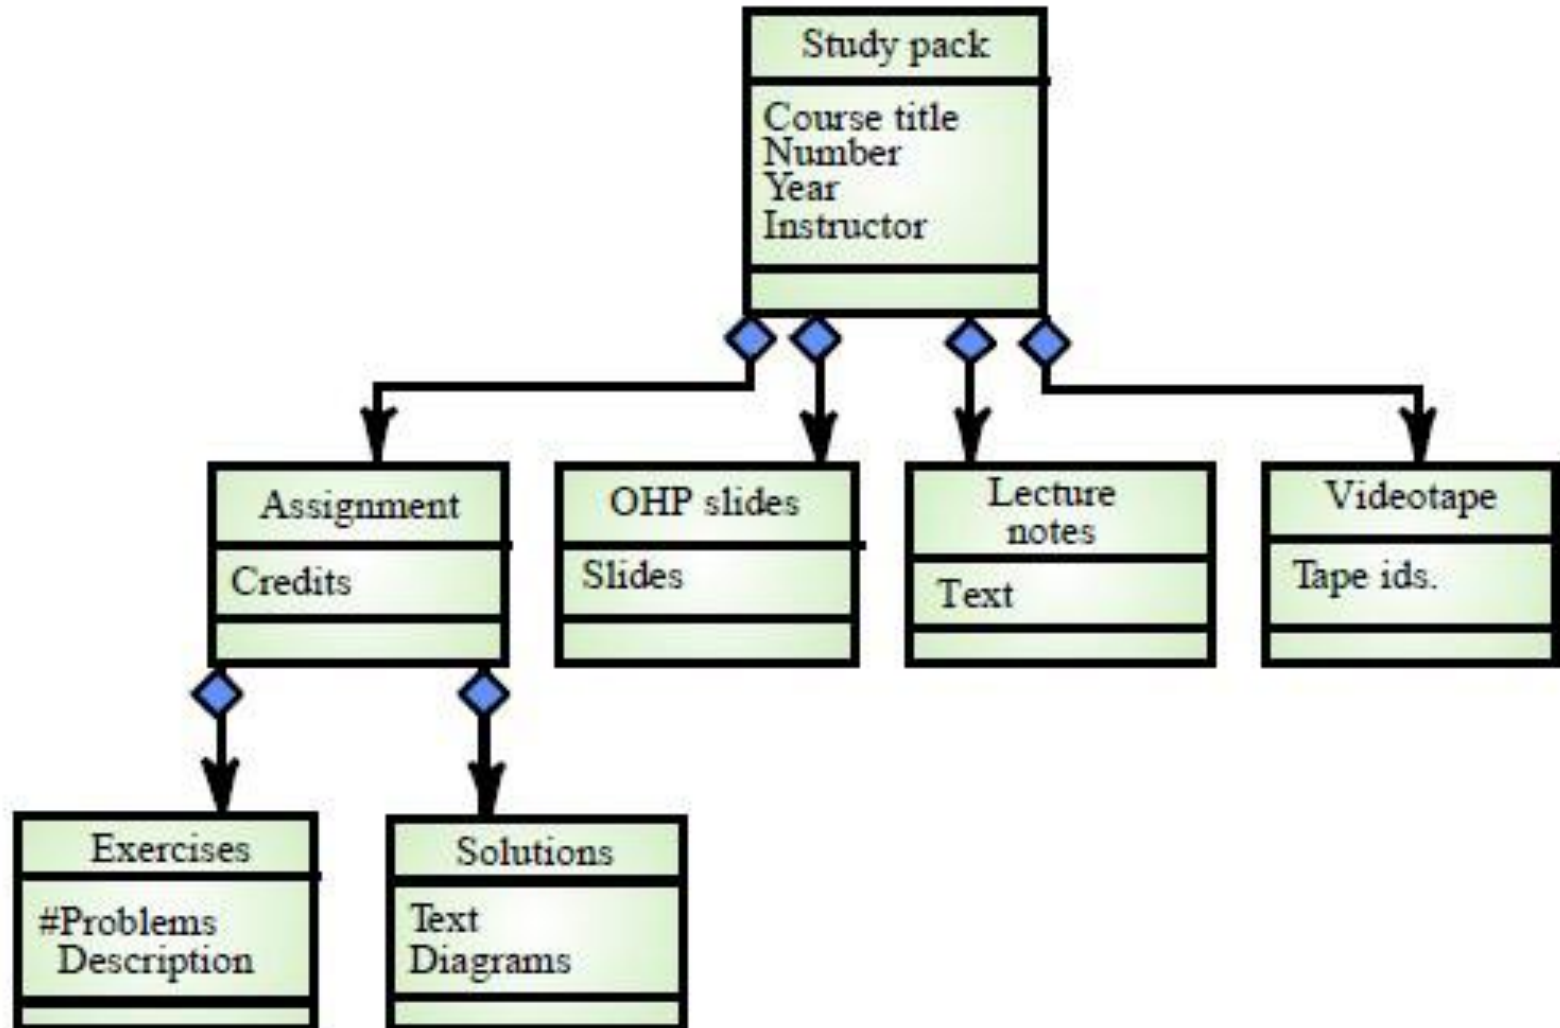 Study pack
Course title
Number
Year
Instructor
Assignment
Credits
OHP slides
Slides
Lecture
notes
Text
Videotape
Tape ids.
Exercises
#Problems
Description
Solutions
Text
Diagrams